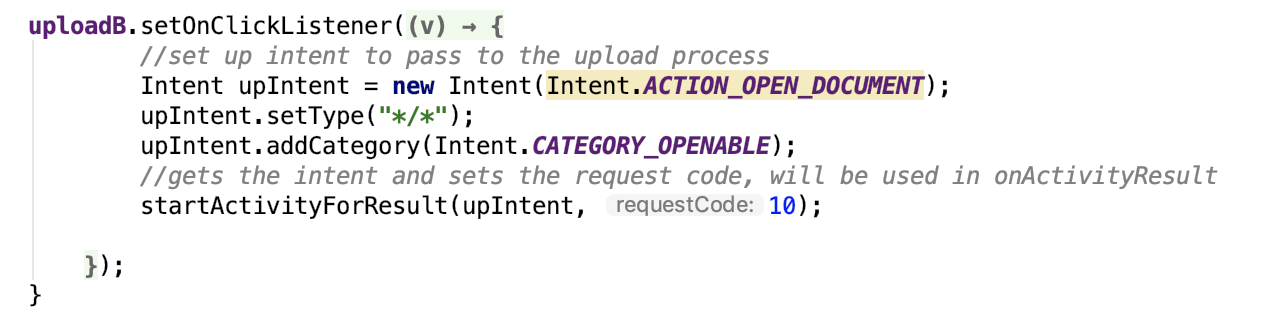 uploadB.setOnClickListener((v) → {
//set up intent to pass to the upload process
Intent upIntent = new Intent(Intent.ACTION_OPEN_DOCUMENT);
upIntent.setType("*/*");
upIntent.addCategory(Intent.CATEGORY_OPENABLE);
//gets the intent and sets the request code, will be used in onActivityResult
startActivityForResult(upIntent, requestCode: 10);
});
}